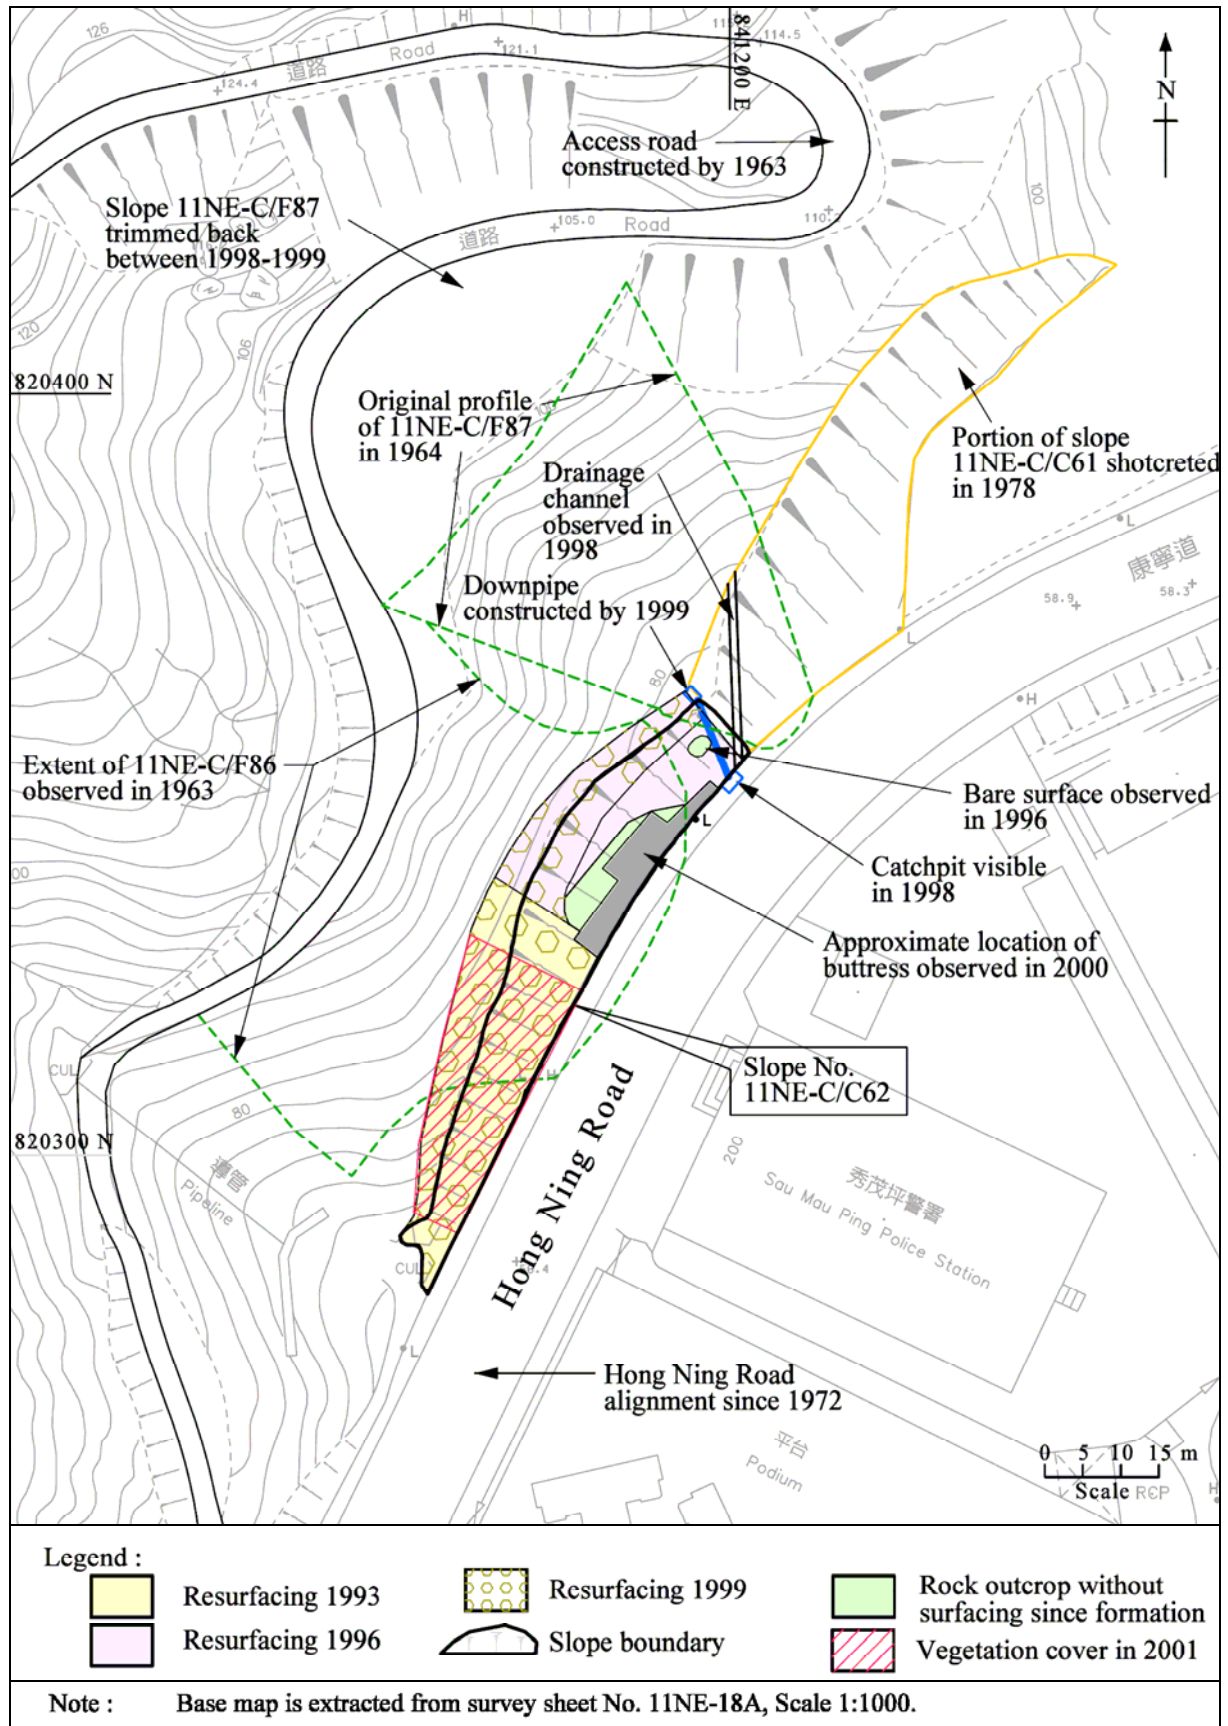 126
H
道路 Road
121.1
841200 E
114.5
124.4
N
Access road
constructed by 1963
100
Slope 11NE-C/F87
trimmed back
between 1998-1999
道路
105.0
Road
120
106
820400 N
Original profile
of 11NE-C/F87
in 1964
Portion of slope
11NE-C/C61 shotcreted
in 1978
Drainage
channel
observed in
1998
L
康寧道
58.9
58.3
Downpipe
constructed by 1999
L
80
H
Extent of 11NE-C/F86
observed in 1963
Bare surface observed
in 1996
L
Catchpit visible
in 1998
Approximate location of
buttress observed in 2000
CUL
H
Slope No.
11NE-C/C62
80
820300 N
導管
Pipeline
200
秀茂坪警署
Sau Mau Ping Police Station
Hong Ning Road
CUL
L
Hong Ning Road
alignment since 1972
平台
Podium
0 5 10 15 m
Scale
RCP
H
Legend :
Resurfacing 1993
Resurfacing 1996
Resurfacing 1999
Slope boundary
Rock outcrop without
surfacing since formation
Vegetation cover in 2001
Note : Base map is extracted from survey sheet No. 11NE-18A, Scale 1:1000.